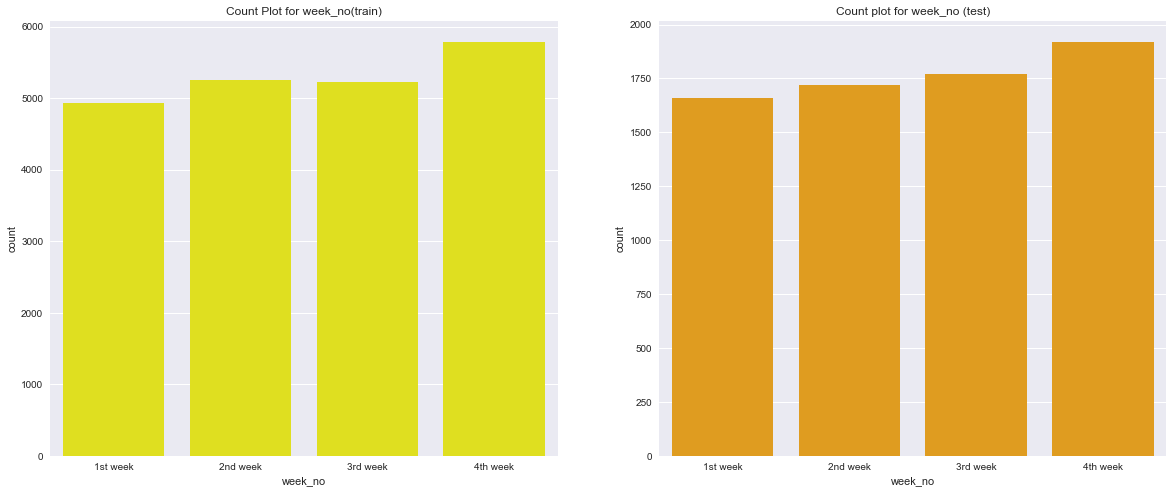 Count Plot for week_no(train)
6000
5000
4000
3000
2000
1000
0
count
1st week
2nd week
3rd week
4th week
week_no
Count plot for week_no (test)
2000
1750
1500
1250
1000
750
500
250
0
count
1st week
2nd week
3rd week
4th week
week_no